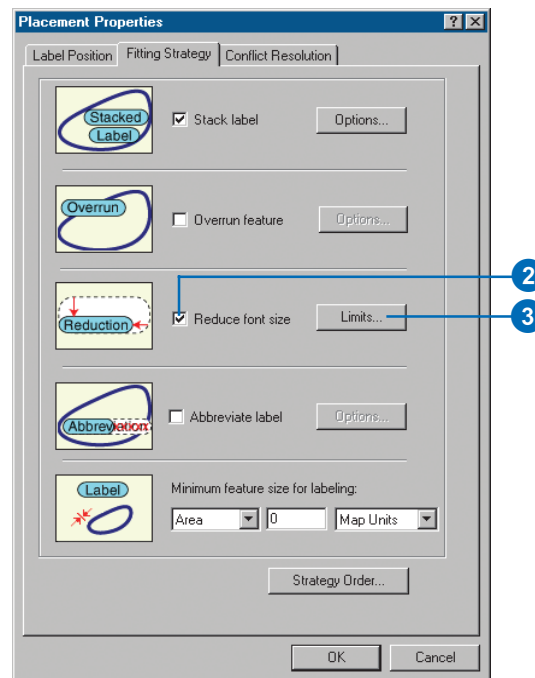 Placement Properties
Label Position Fitting Strategy Conflict Resolution
Stacked
Label
Stack label Options...
Overrun
Overrun feature Options...
2
Reduction
Reduce font size Limits...
3
Abbreviation
Abbreviate label Options...
Label
Minimum feature size for labeling:
Area 0 Map Units
Strategy Order...
OK Cancel